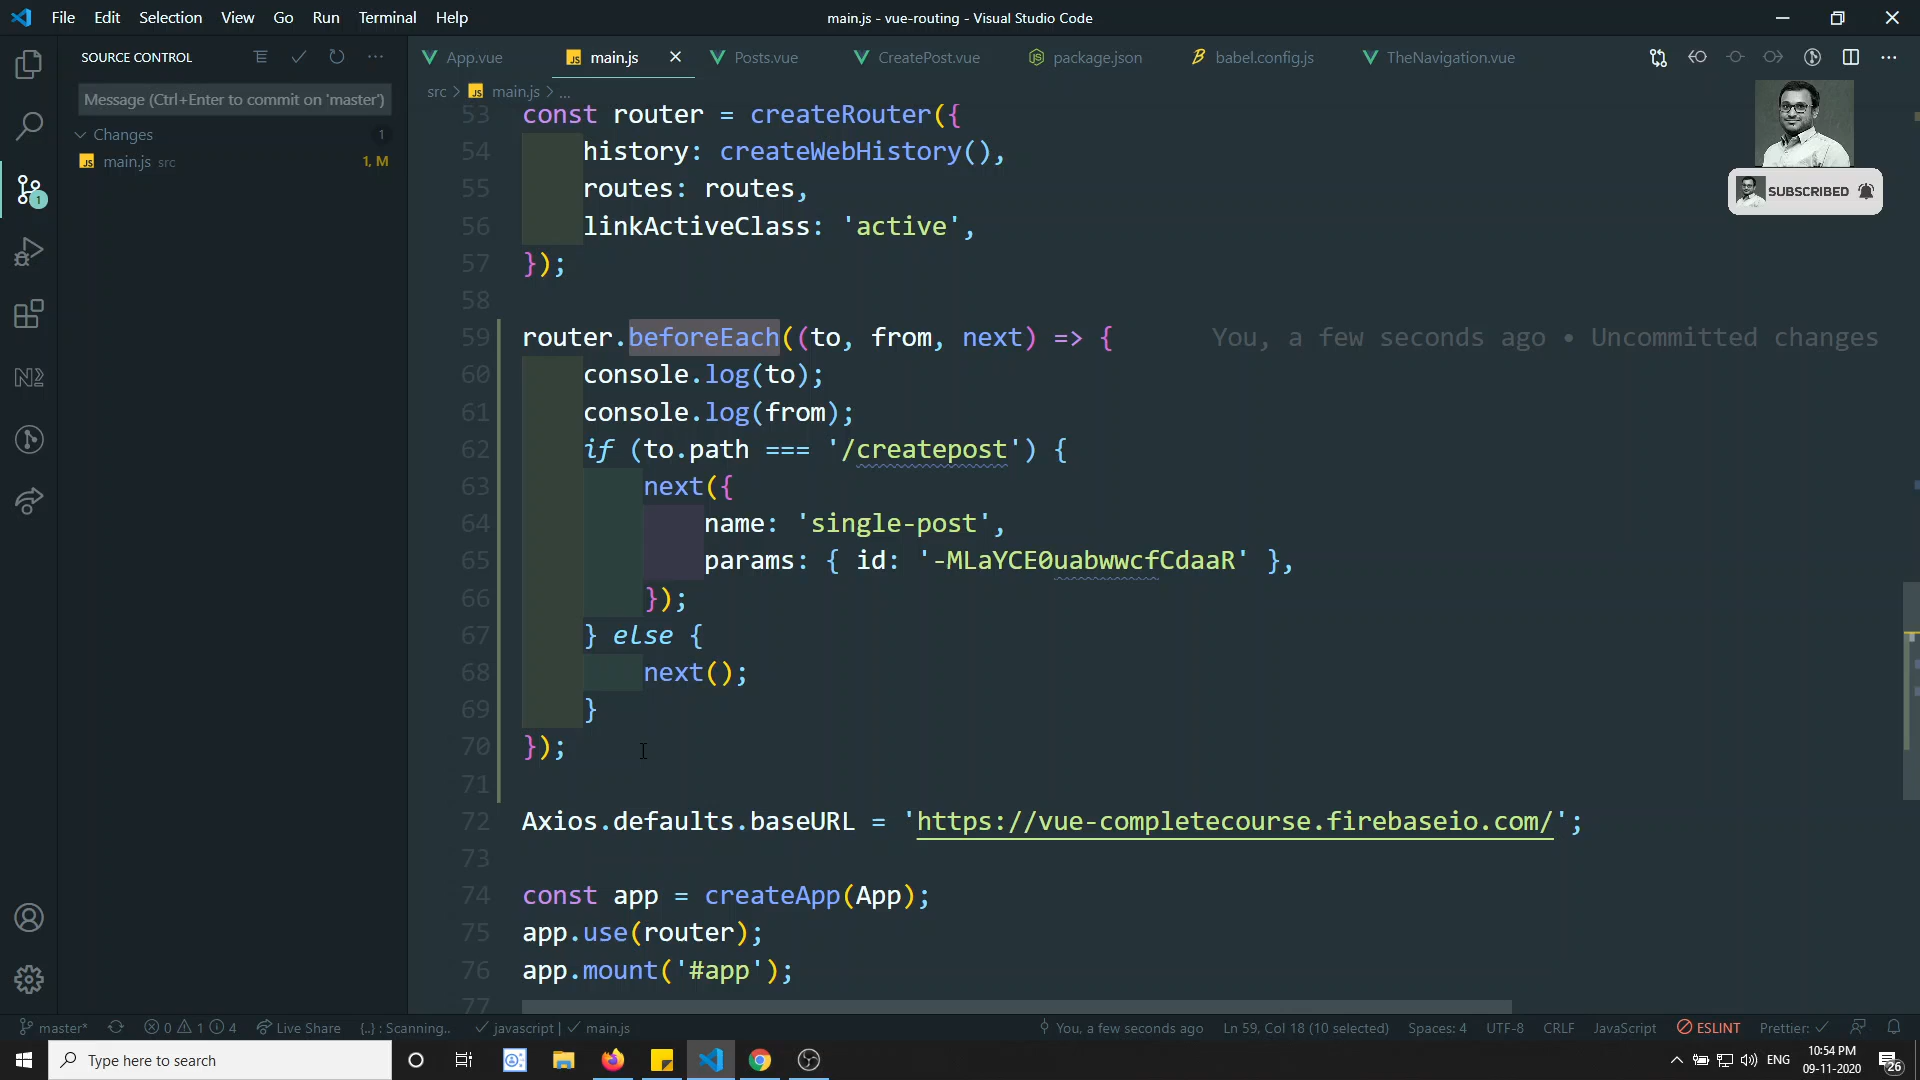 File Edit Selection View Go Run Terminal Help
main.js - vue-routing - Visual Studio Code
SOURCE CONTROL
App.vue
main.js
Posts.vue
CreatePost.vue
package.json
babel.config.js
TheNavigation.vue
Message (Ctrl+Enter to commit on 'master')
Changes 1
main.js src 1, M
src > main.js > ...
53 const router = createRouter({
54 history: createWebHistory(),
55 routes: routes,
56 linkActiveClass: 'active',
57 });
58
59 router.beforeEach((to, from, next) => { You, a few seconds ago • Uncommitted changes
60 console.log(to);
61 console.log(from);
62 if (to.path === '/createpost') {
63 next({
64 name: 'single-post',
65 params: { id: '-MLaYCE0uabwwcfCdaaR' },
66 });
67 } else {
68 next();
69 }
70 });
71
72 Axios.defaults.baseURL = 'https://vue-completecourse.firebaseio.com/';
73
74 const app = createApp(App);
75 app.use(router);
76 app.mount('#app');
77
SUBSCRIBED
1
master* 0 1 4 Live Share {..} : Scanning.. javascript | main.js
You, a few seconds ago Ln 59, Col 18 (10 selected) Spaces: 4 UTF-8 CRLF JavaScript ESLINT Prettier:
Type here to search
ENG
10:54 PM
09-11-2020
26